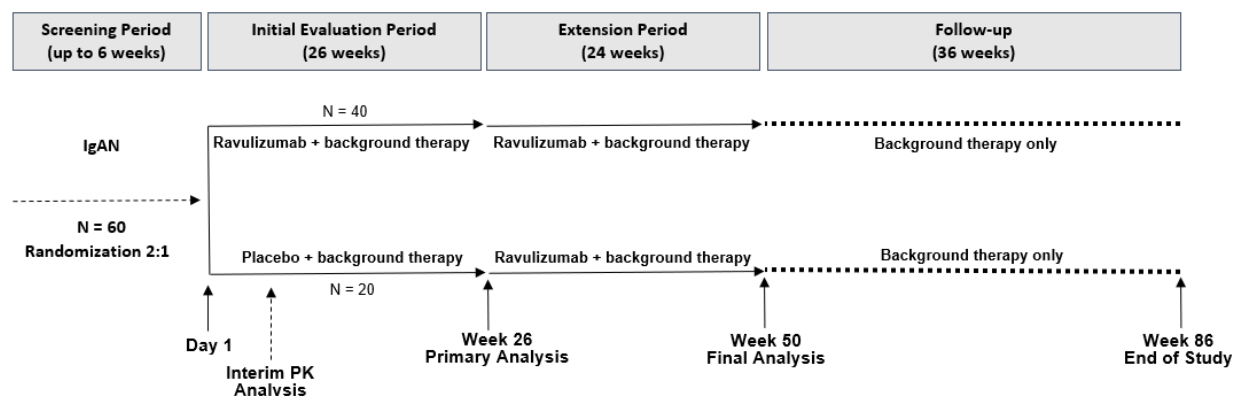 Screening Period
(up to 6 weeks)
Initial Evaluation Period
(26 weeks)
Extension Period
(24 weeks)
Follow-up
(36 weeks)
N = 40
IgAN
Ravulizumab + background therapy
Ravulizumab + background therapy
Background therapy only
N = 60
Randomization 2:1
Placebo + background therapy
Ravulizumab + background therapy
Background therapy only
N = 20
Day 1
Interim PK
Analysis
Week 26
Primary Analysis
Week 50
Final Analysis
Week 86
End of Study